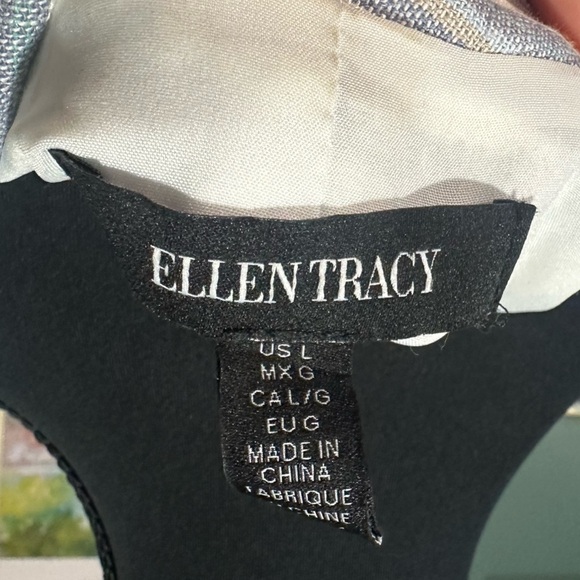 ELLEN TRACY
US L
MX G
CA L/G
EU G
MADE IN
CHINA
FABRIQUE